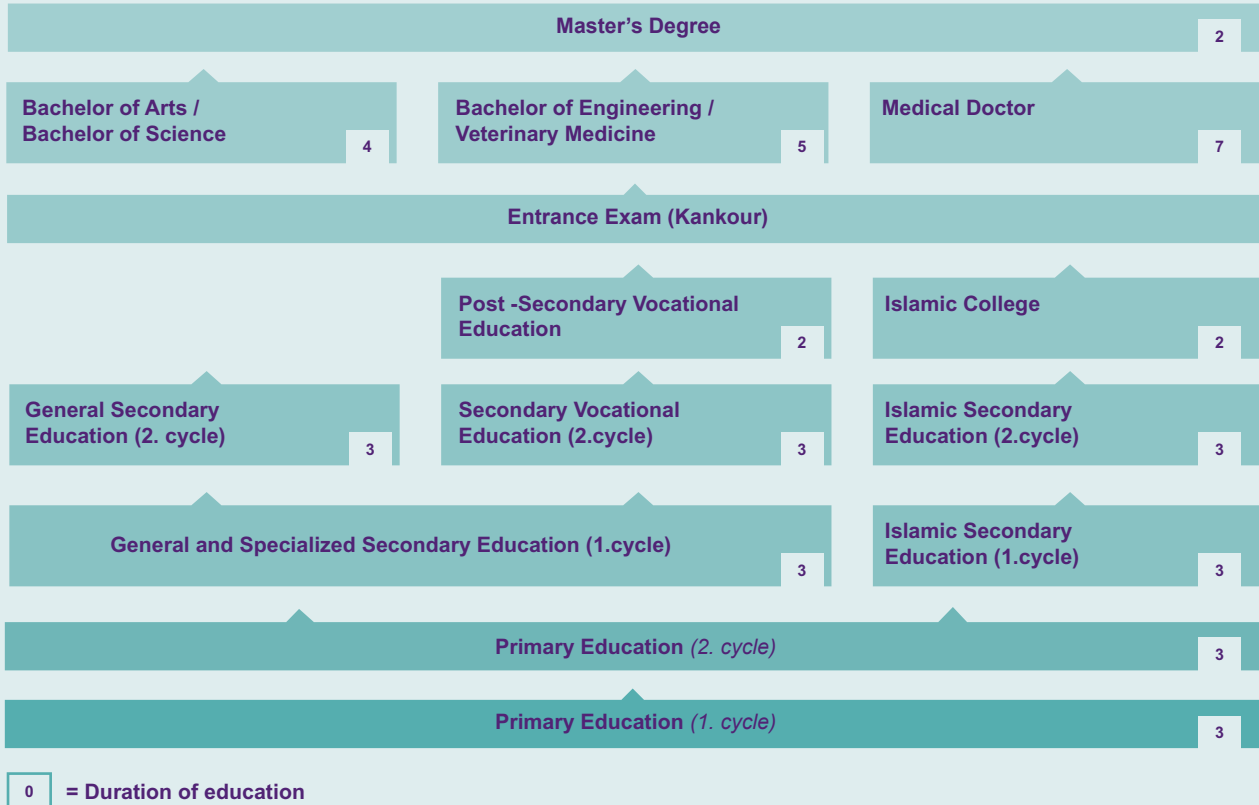 Master's Degree
2
Bachelor of Arts /
Bachelor of Science
4
Bachelor of Engineering /
Veterinary Medicine
5
Medical Doctor
7
Entrance Exam (Kankour)
Post -Secondary Vocational
Education
2
Islamic College
2
General Secondary
Education (2. cycle)
3
Secondary Vocational
Education (2.cycle)
3
Islamic Secondary
Education (2.cycle)
3
General and Specialized Secondary Education (1.cycle)
3
Islamic Secondary
Education (1.cycle)
3
Primary Education (2. cycle)
3
Primary Education (1. cycle)
3
0 = Duration of education